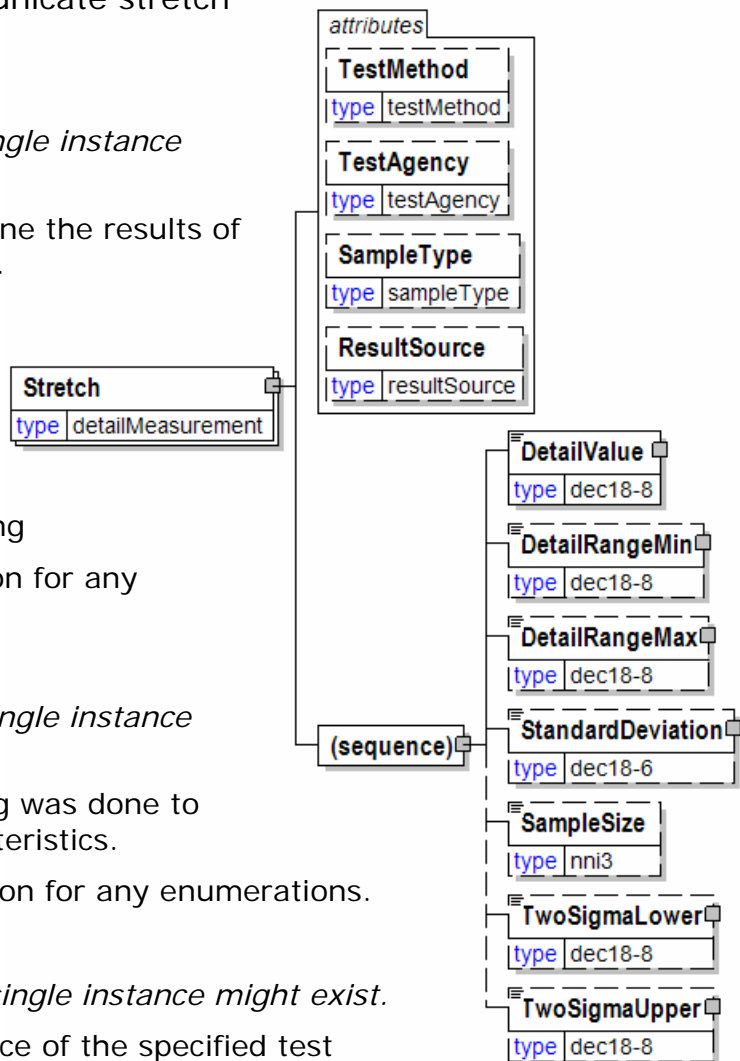 unicate stretch
ngle instance
ne the results of
.
ng
on for any
ngle instance
g was done to
teristics.
on for any enumerations.
single instance might exist.
ce of the specified test
attributes
TestMethod
type testMethod
TestAgency
type testAgency
SampleType
type sampleType
ResultSource
type resultSource
Stretch
type detailMeasurement
(sequence)
DetailValue
type dec18-8
DetailRangeMin
type dec18-8
DetailRangeMax
type dec18-8
StandardDeviation
type dec18-6
SampleSize
type nni3
TwoSigmaLower
type dec18-8
TwoSigmaUpper
type dec18-8